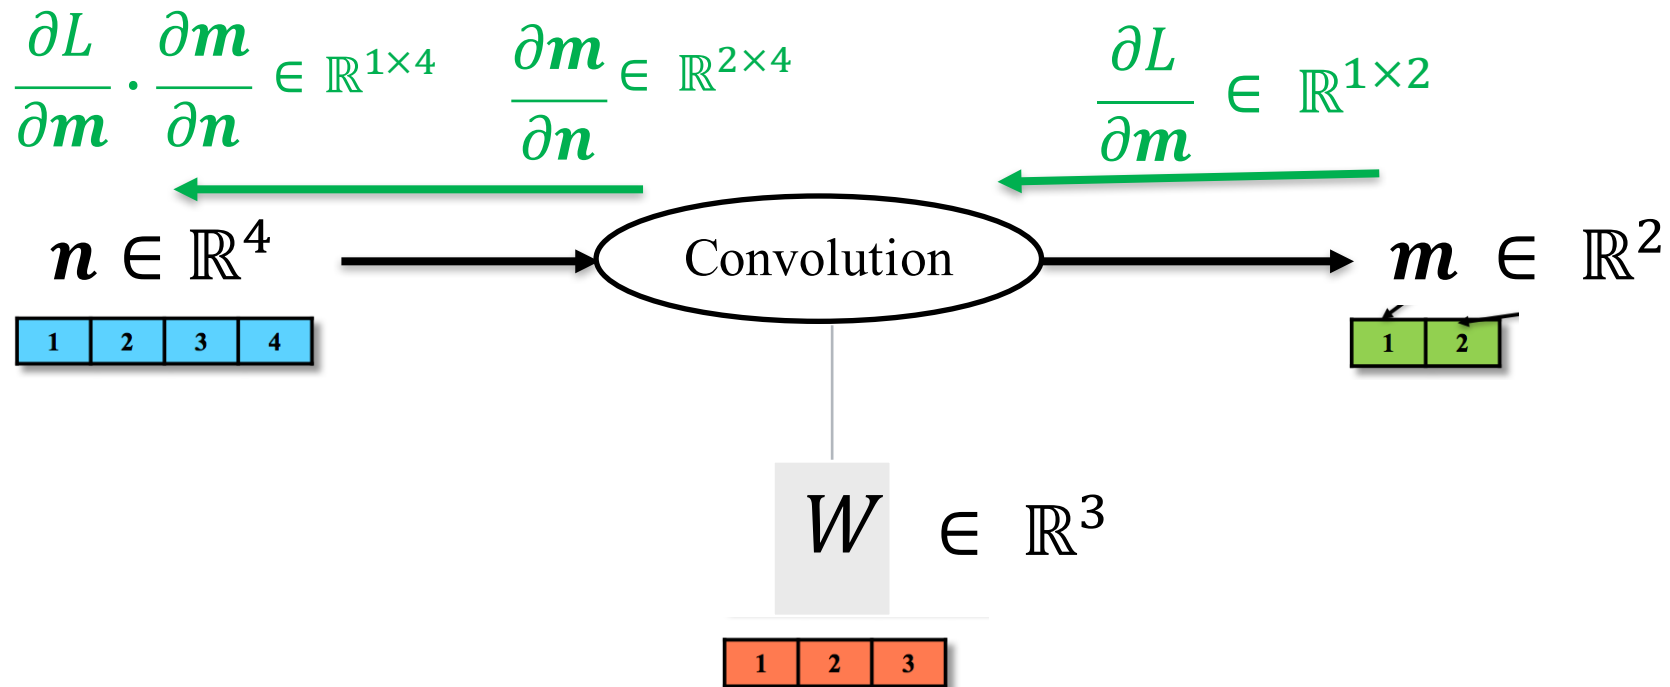 ∂L/∂m · ∂m/∂n ∈ ℝ^{1×4}
∂m/∂n ∈ ℝ^{2×4}
∂L/∂m ∈ ℝ^{1×2}
n ∈ ℝ^4
Convolution
m ∈ ℝ^2
1 2 3 4
1 2
W ∈ ℝ^3
1 2 3